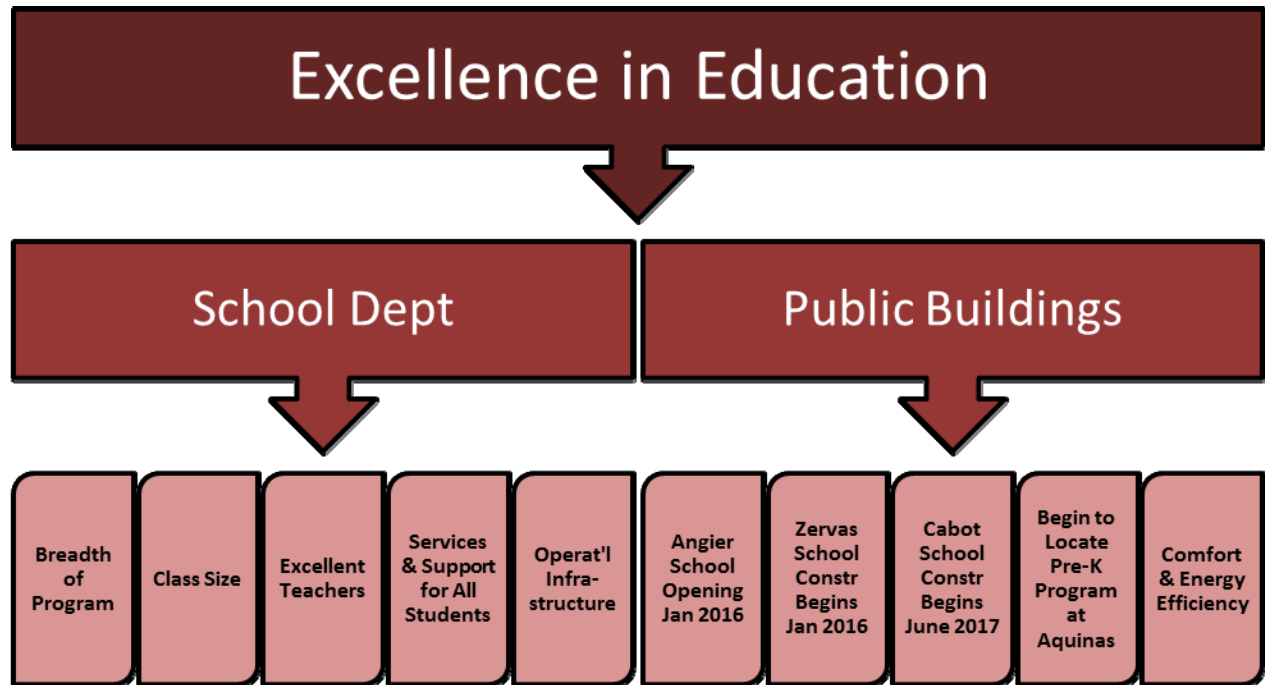 Excellence in Education
School Dept
Public Buildings
Breadth
of
Program
Class Size
Excellent
Teachers
Services
& Support
for All
Students
Operat'l
Infra-
structure
Angier
School
Opening
Jan 2016
Zervas
School
Constr
Begins
Jan 2016
Cabot
School
Constr
Begins
June 2017
Begin to
Locate
Pre-K
Program
at
Aquinas
Comfort
& Energy
Efficiency